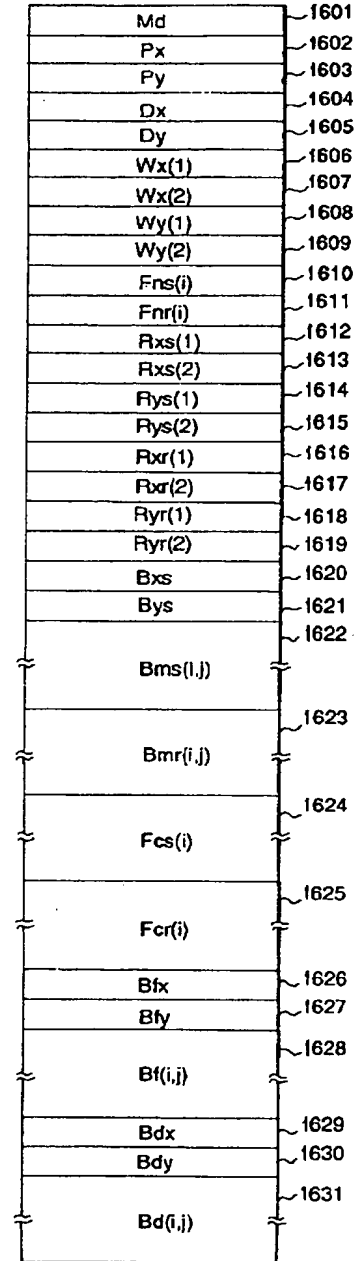 Md 1601
Px 1602
Py 1603
Dx 1604
Dy 1605
Wx(1) 1606
Wx(2) 1607
Wy(1) 1608
Wy(2) 1609
Fns(i) 1610
Fnr(i) 1611
Rxs(1) 1612
Rxs(2) 1613
Rys(1) 1614
Rys(2) 1615
Rxr(1) 1616
Rxr(2) 1617
Ryr(1) 1618
Ryr(2) 1619
Bxs 1620
Bys 1621
Bms(i,j) 1622
Bmr(i,j) 1623
Fcs(i) 1624
Fcr(i) 1625
Bfx 1626
Bfy 1627
Bf(i,j) 1628
Bdx 1629
Bdy 1630
Bd(i,j) 1631